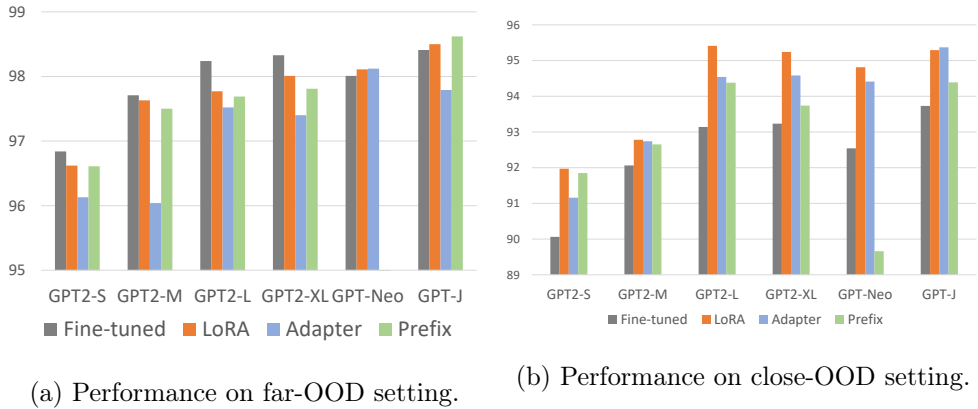 99
98
97
96
95
GPT2-S GPT2-M GPT2-L GPT2-XL GPT-Neo GPT-J
Fine-tuned LoRA Adapter Prefix
(a) Performance on far-OOD setting.
96
95
94
93
92
91
90
89
GPT2-S GPT2-M GPT2-L GPT2-XL GPT-Neo GPT-J
Fine-tuned LoRA Adapter Prefix
(b) Performance on close-OOD setting.